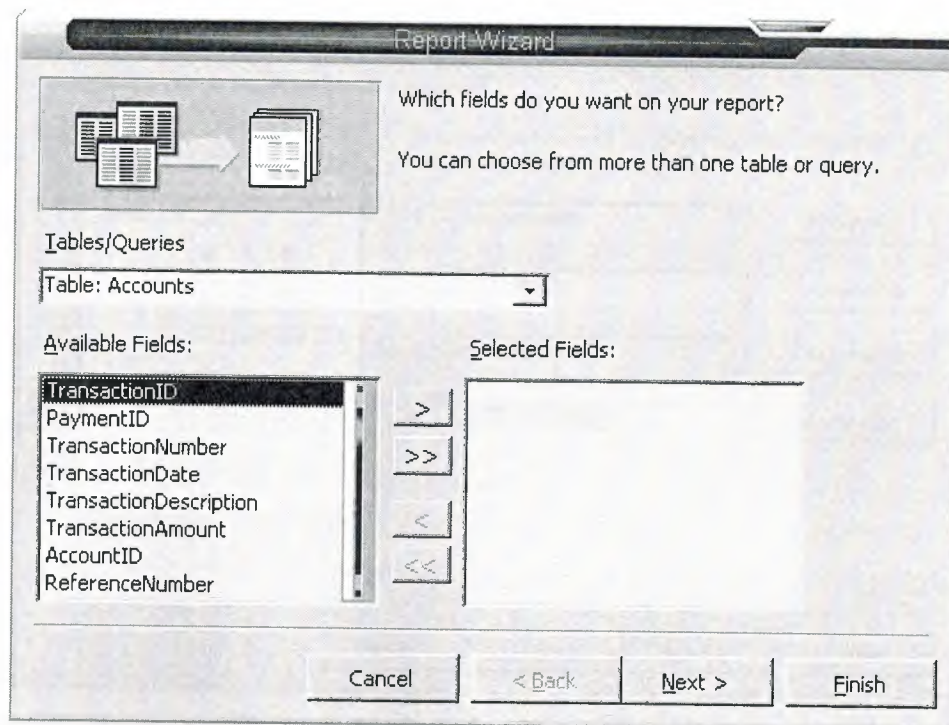 Report Wizard
Which fields do you want on your report?
You can choose from more than one table or query.
Tables/Queries
Table: Accounts
Available Fields:
Selected Fields:
TransactionID
PaymentID
TransactionNumber
TransactionDate
TransactionDescription
TransactionAmount
AccountID
ReferenceNumber
>
>>
<
<<
Cancel
< Back
Next >
Finish